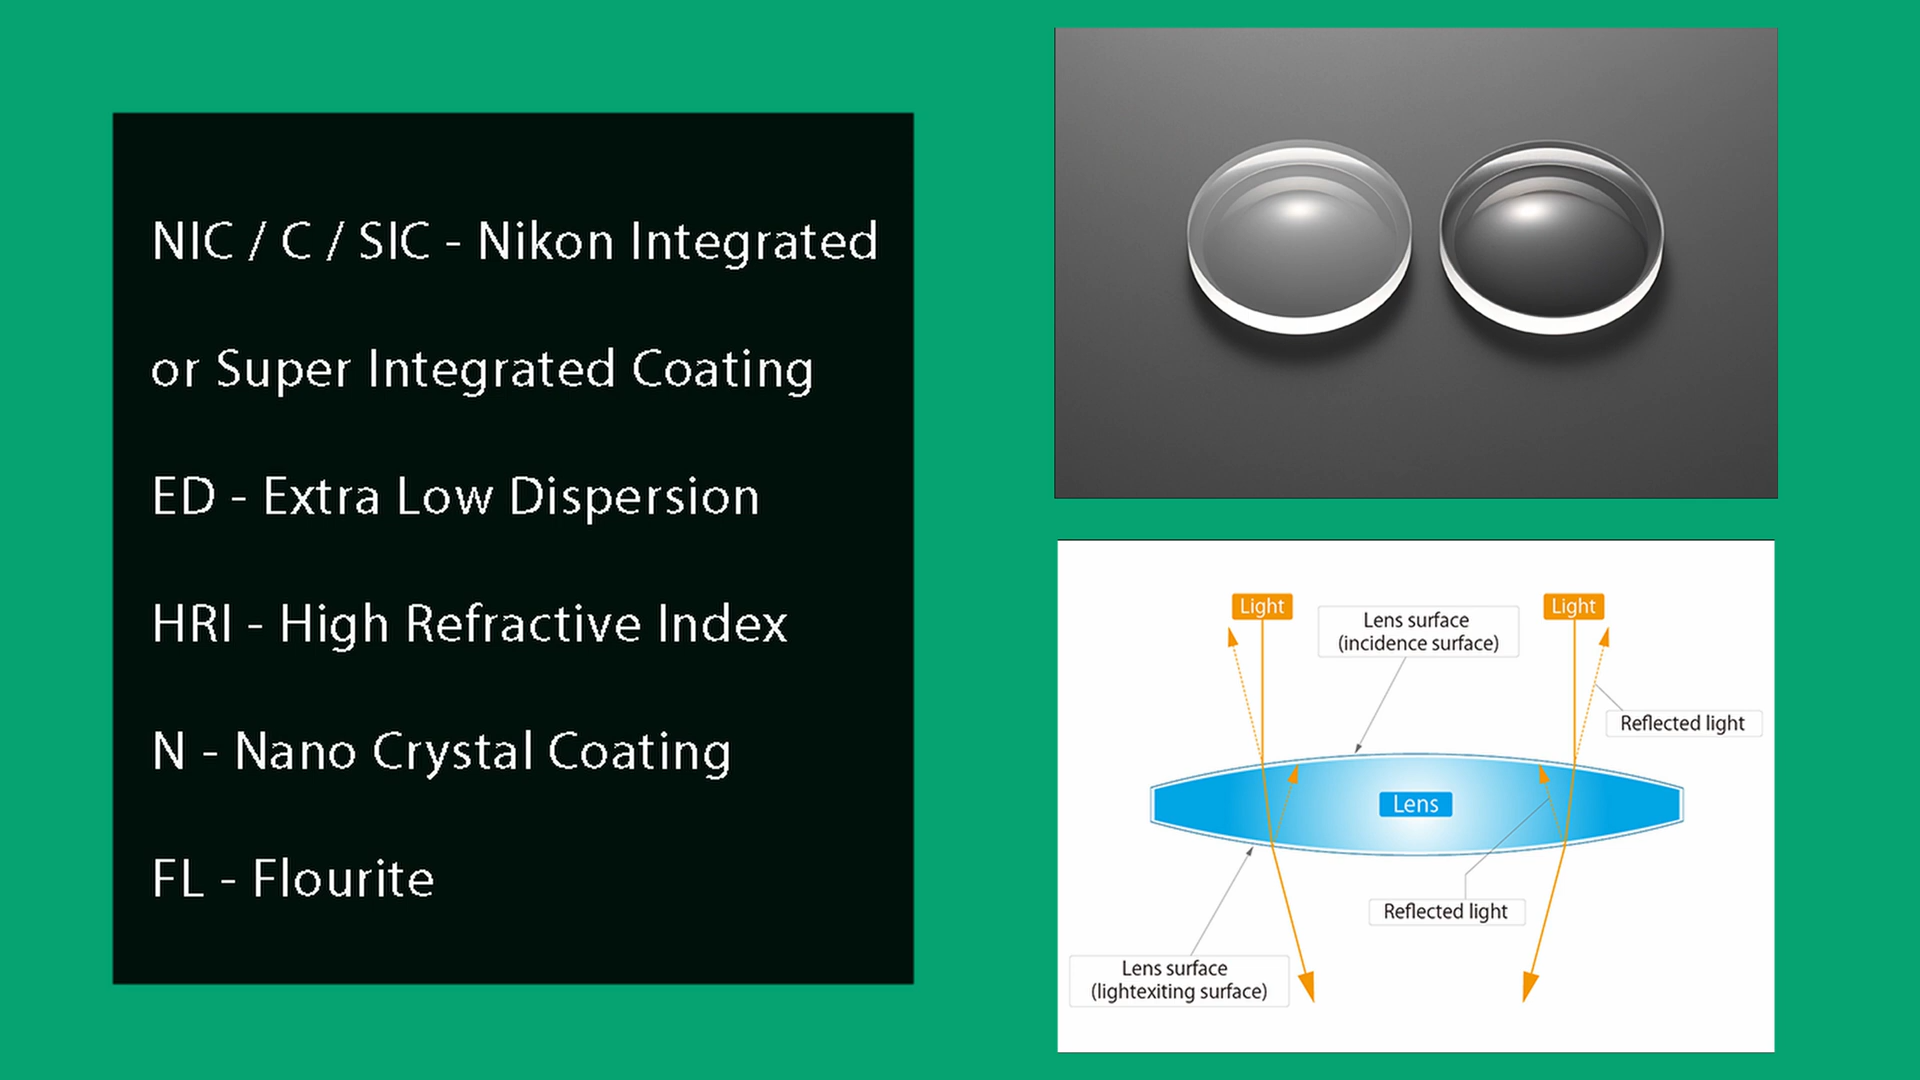 NIC / C / SIC - Nikon Integrated
or Super Integrated Coating
ED - Extra Low Dispersion
HRI - High Refractive Index
N - Nano Crystal Coating
FL - Flourite
Light
Lens surface
(incidence surface)
Light
Reflected light
Lens
Reflected light
Lens surface
(lightexiting surface)